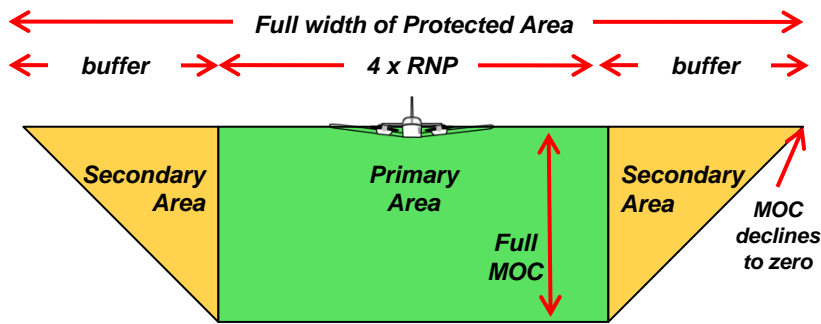 Full width of Protected Area
buffer
4 x RNP
buffer
Secondary
Area
Primary
Area
Secondary
Area
Full
MOC
MOC
declines
to zero